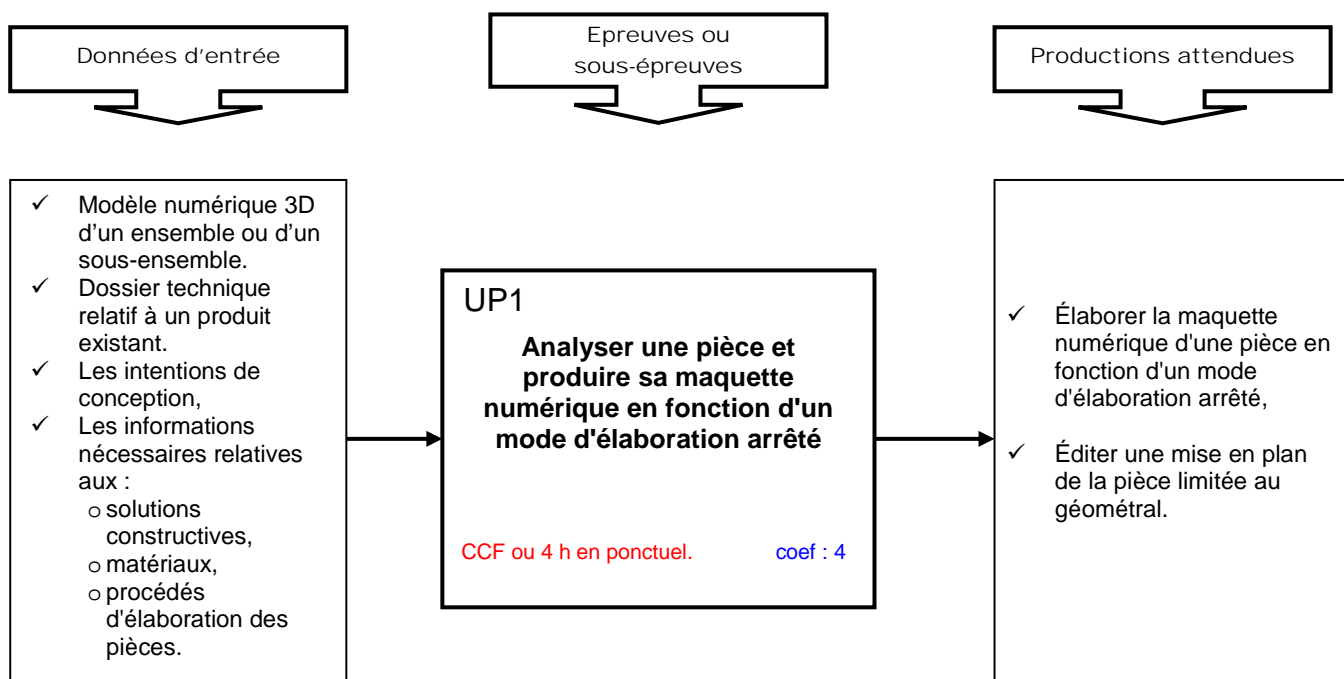 Données d'entrée
Epreuves ou
sous-épreuves
Productions attendues
✓ Modèle numérique 3D
d'un ensemble ou d'un
sous-ensemble.
✓ Dossier technique
relatif à un produit
existant.
✓ Les intentions de
conception,
✓ Les informations
nécessaires relatives
aux :
o solutions
constructives,
o matériaux,
o procédés
d'élaboration des
pièces.
UP1
Analyser une pièce et
produire sa maquette
numérique en fonction d'un
mode d'élaboration arrêté
CCF ou 4 h en ponctuel. coef : 4
✓ Élaborer la maquette
numérique d'une pièce en
fonction d'un mode
d'élaboration arrêté,
✓ Éditer une mise en plan
de la pièce limitée au
géométral.